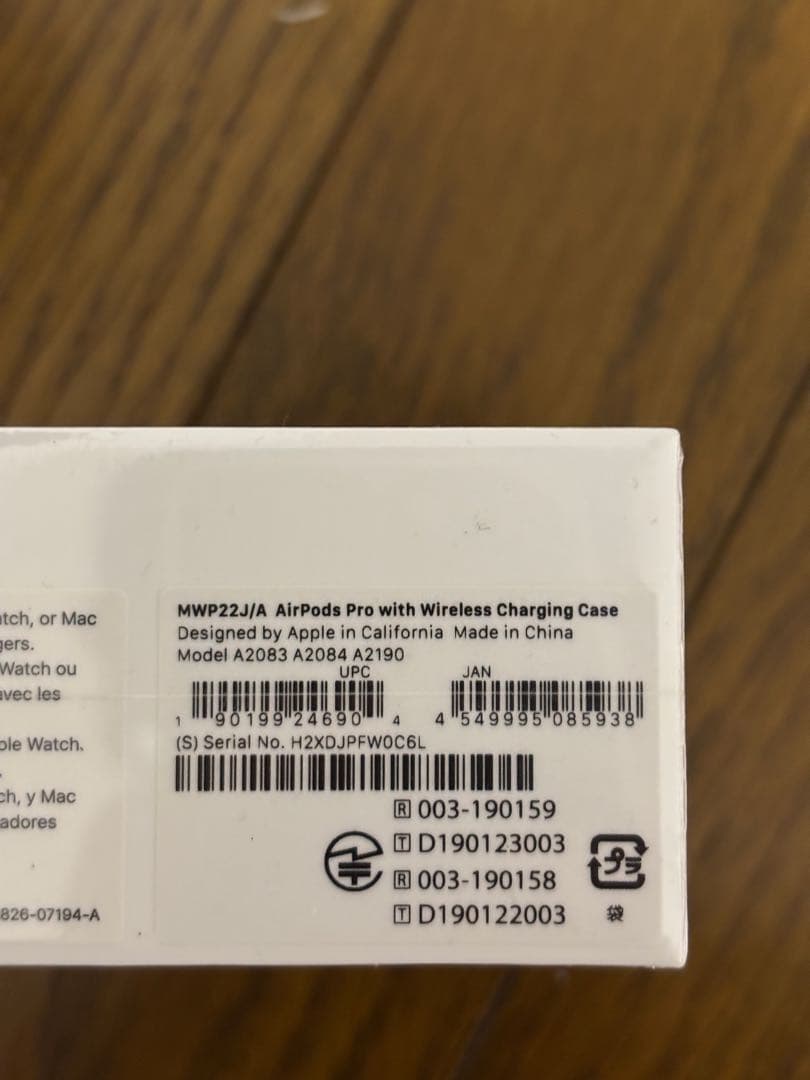 atch, or Mac
gers.
Watch ou
avec les
ple Watch.
ch, y Mac
adores
826-07194-A
MWP22J/A AirPods Pro with Wireless Charging Case
Designed by Apple in California Made in China
Model A2083 A2084 A2190
UPC JAN
1 90199 24690 4 4 549995 085938
(S) Serial No. H2XDJPFW0C6L
R 003-190159
T D190123003
R 003-190158
T D190122003
プラ
袋